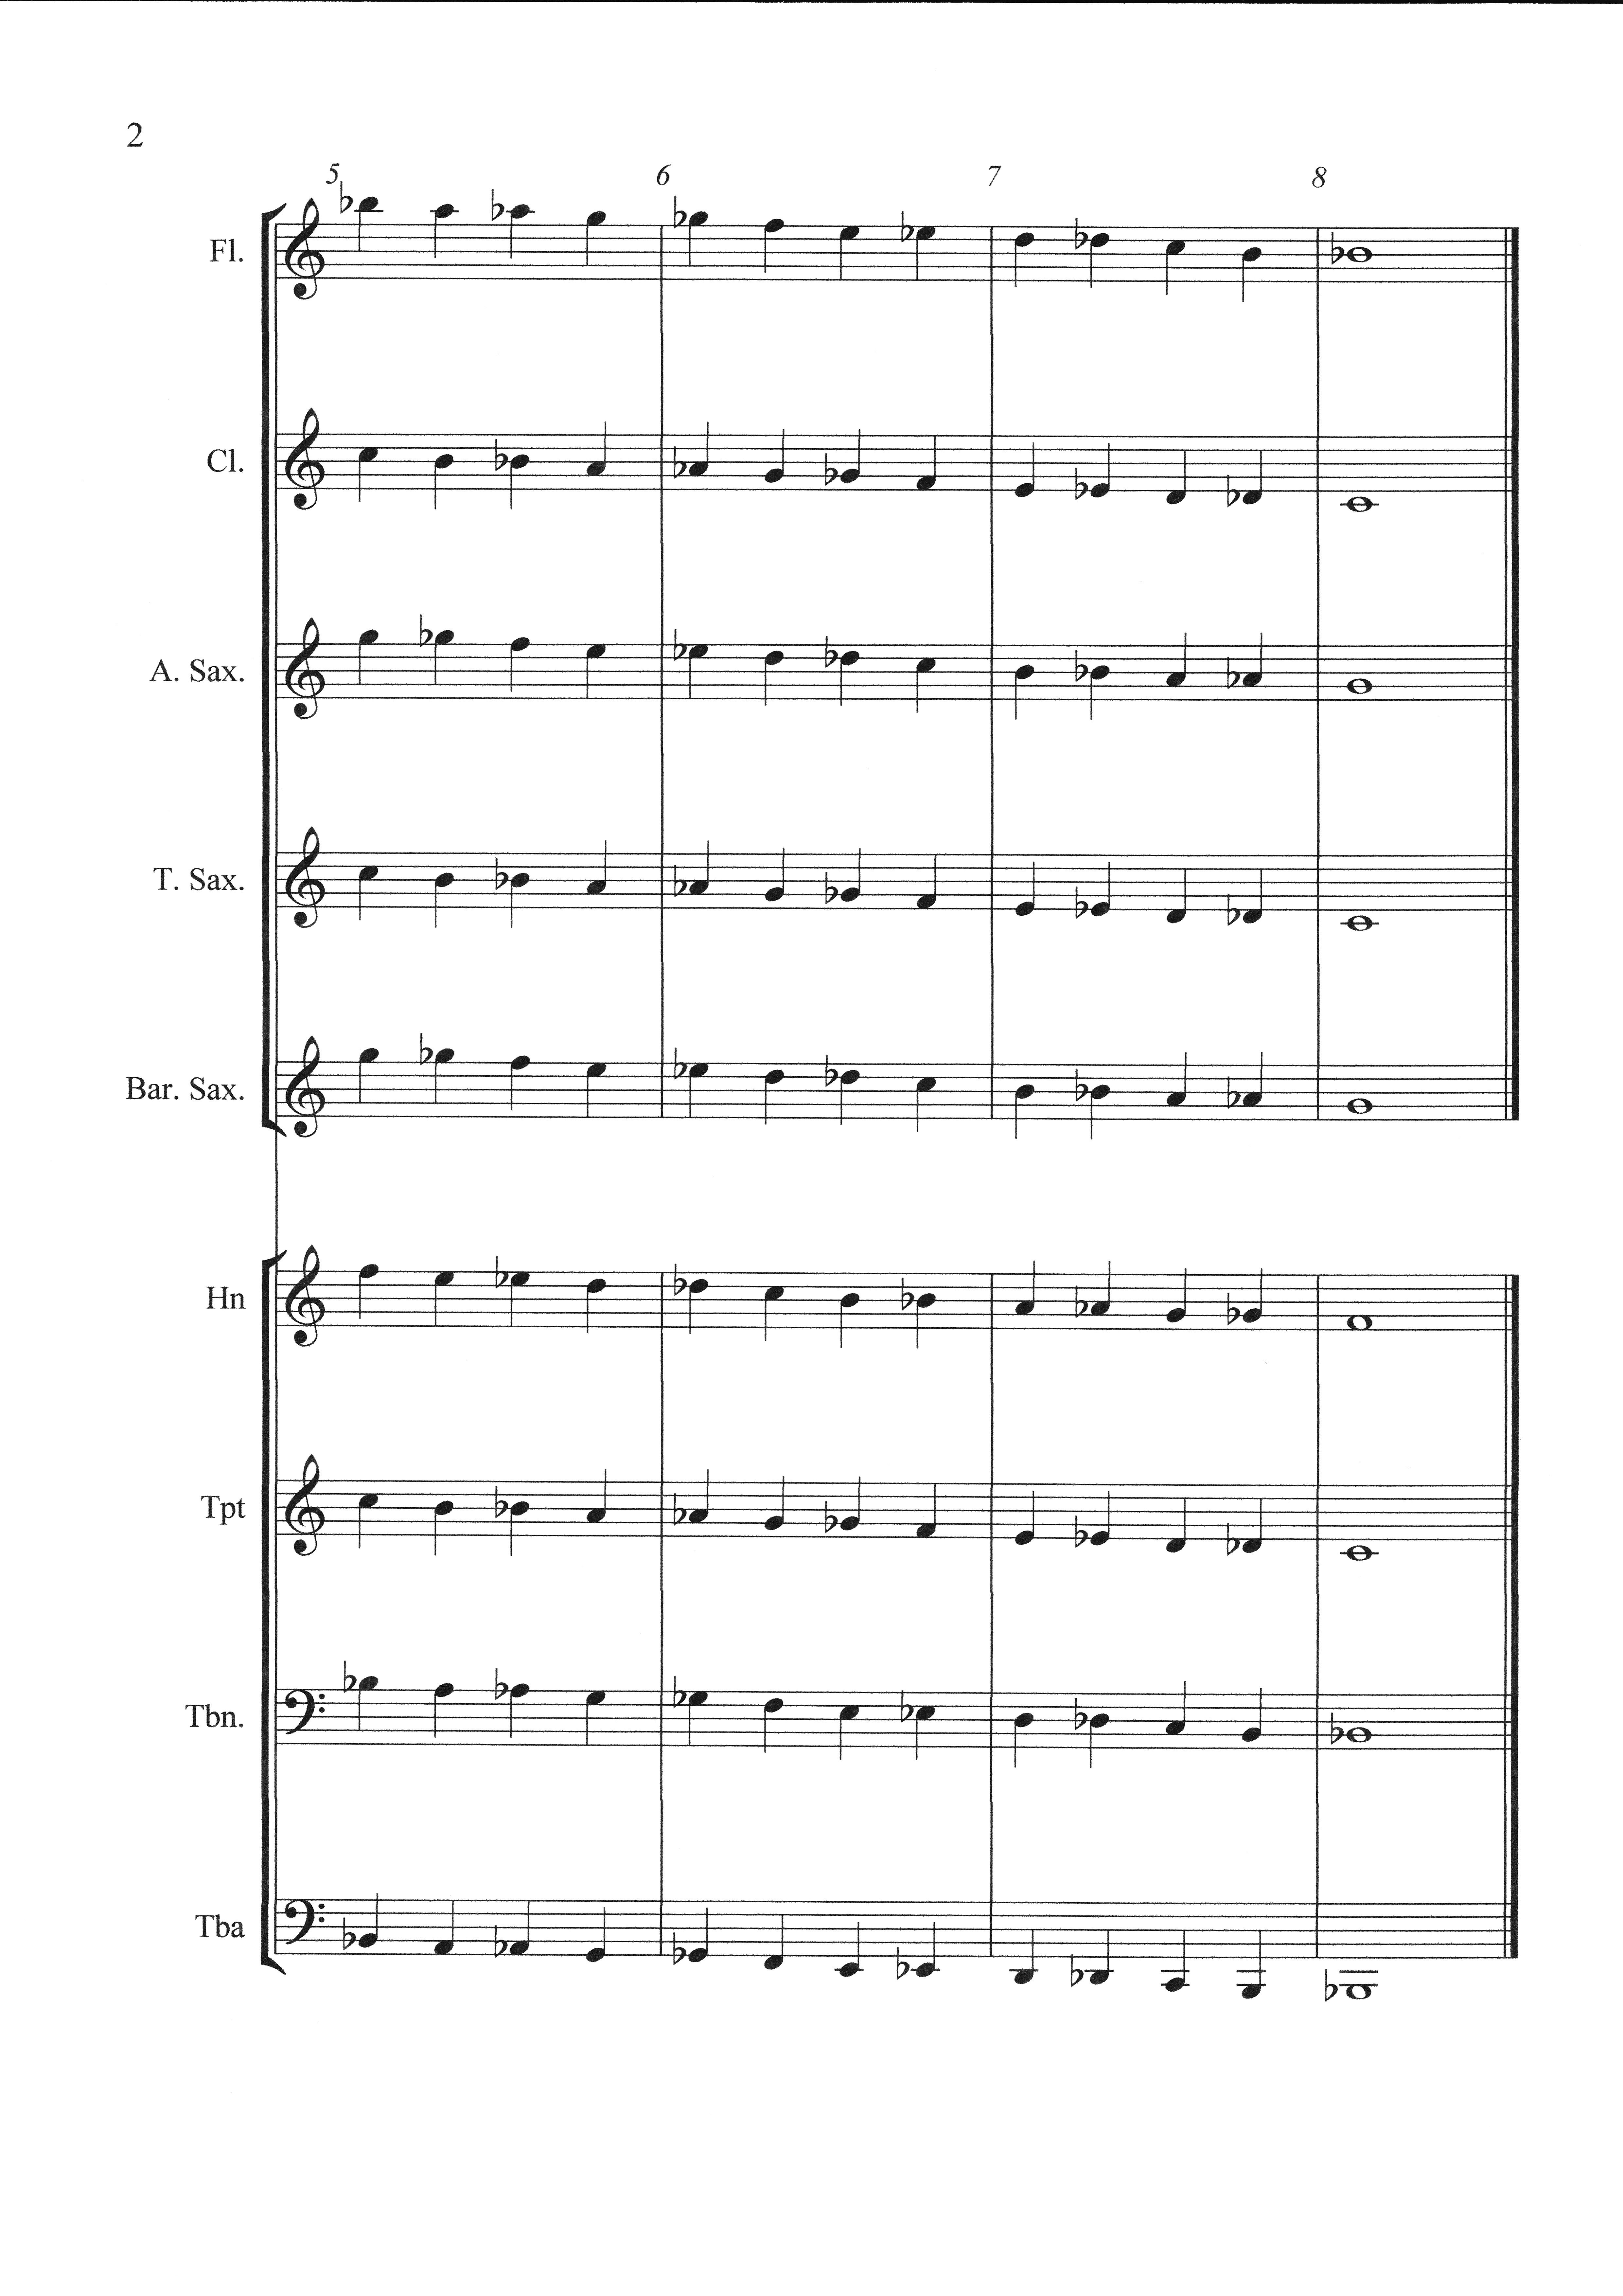 2
5 6 7 8
Fl.
Cl.
A. Sax.
T. Sax.
Bar. Sax.
Hn
Tpt
Tbn.
Tba